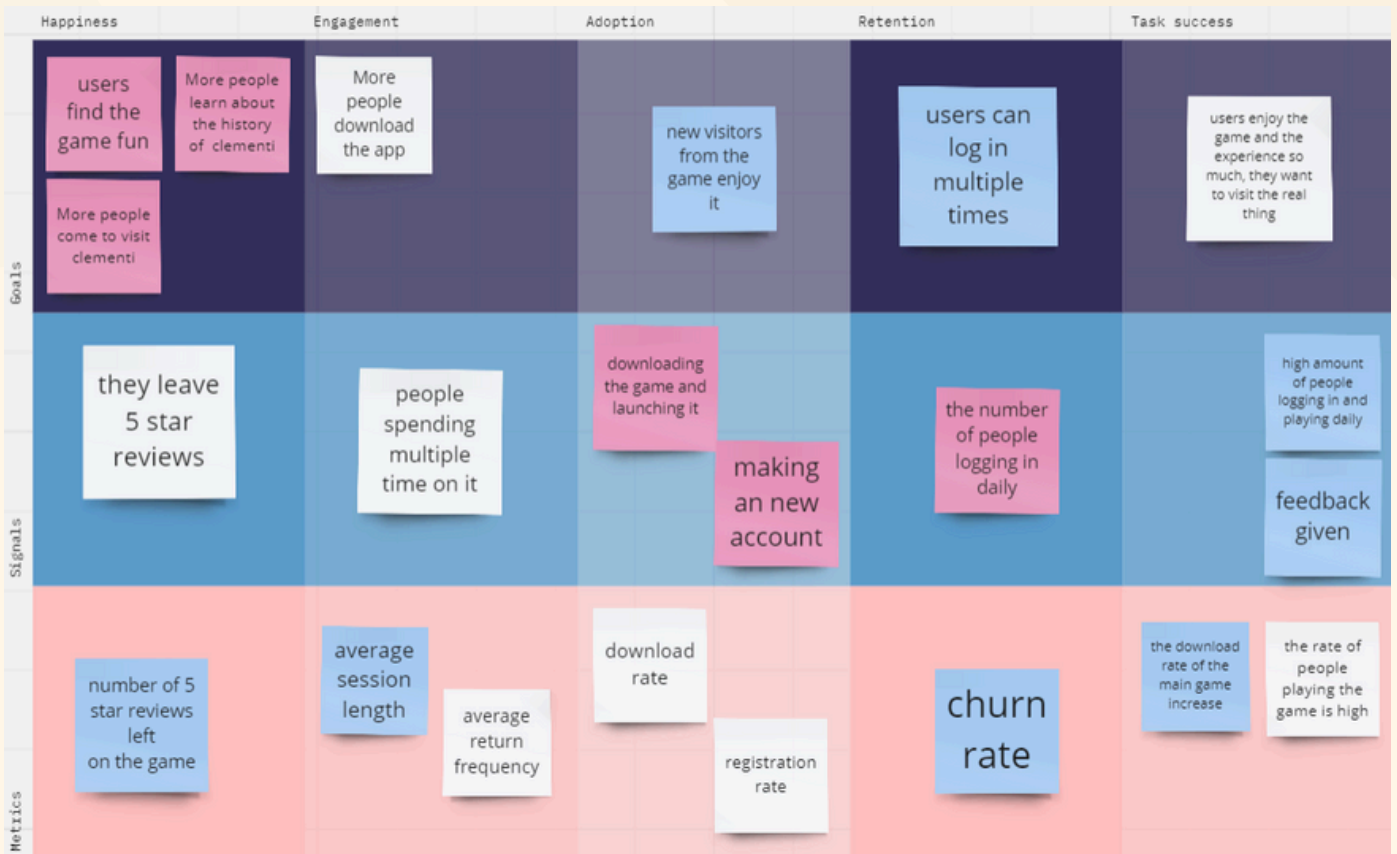 Happiness
Engagement
Adoption
Retention
Task success
Goals
users
find the
game fun
More people
learn about
the history
of clementi
More people
come to visit
clementi
More
people
download
the app
new visitors
from the
game enjoy
it
users can
log in
multiple
times
users enjoy the
game and the
experience so
much, they want
to visit the real
thing
Signals
they leave
5 star
reviews
people
spending
multiple
time on it
downloading
the game and
launching it
making
an new
account
the number
of people
logging in
daily
high amount
of people
logging in and
playing daily
feedback
given
Metrics
number of 5
star reviews
left
on the game
average
session
length
average
return
frequency
download
rate
registration
rate
churn
rate
the download
rate of the
main game
increase
the rate of
people
playing the
game is high